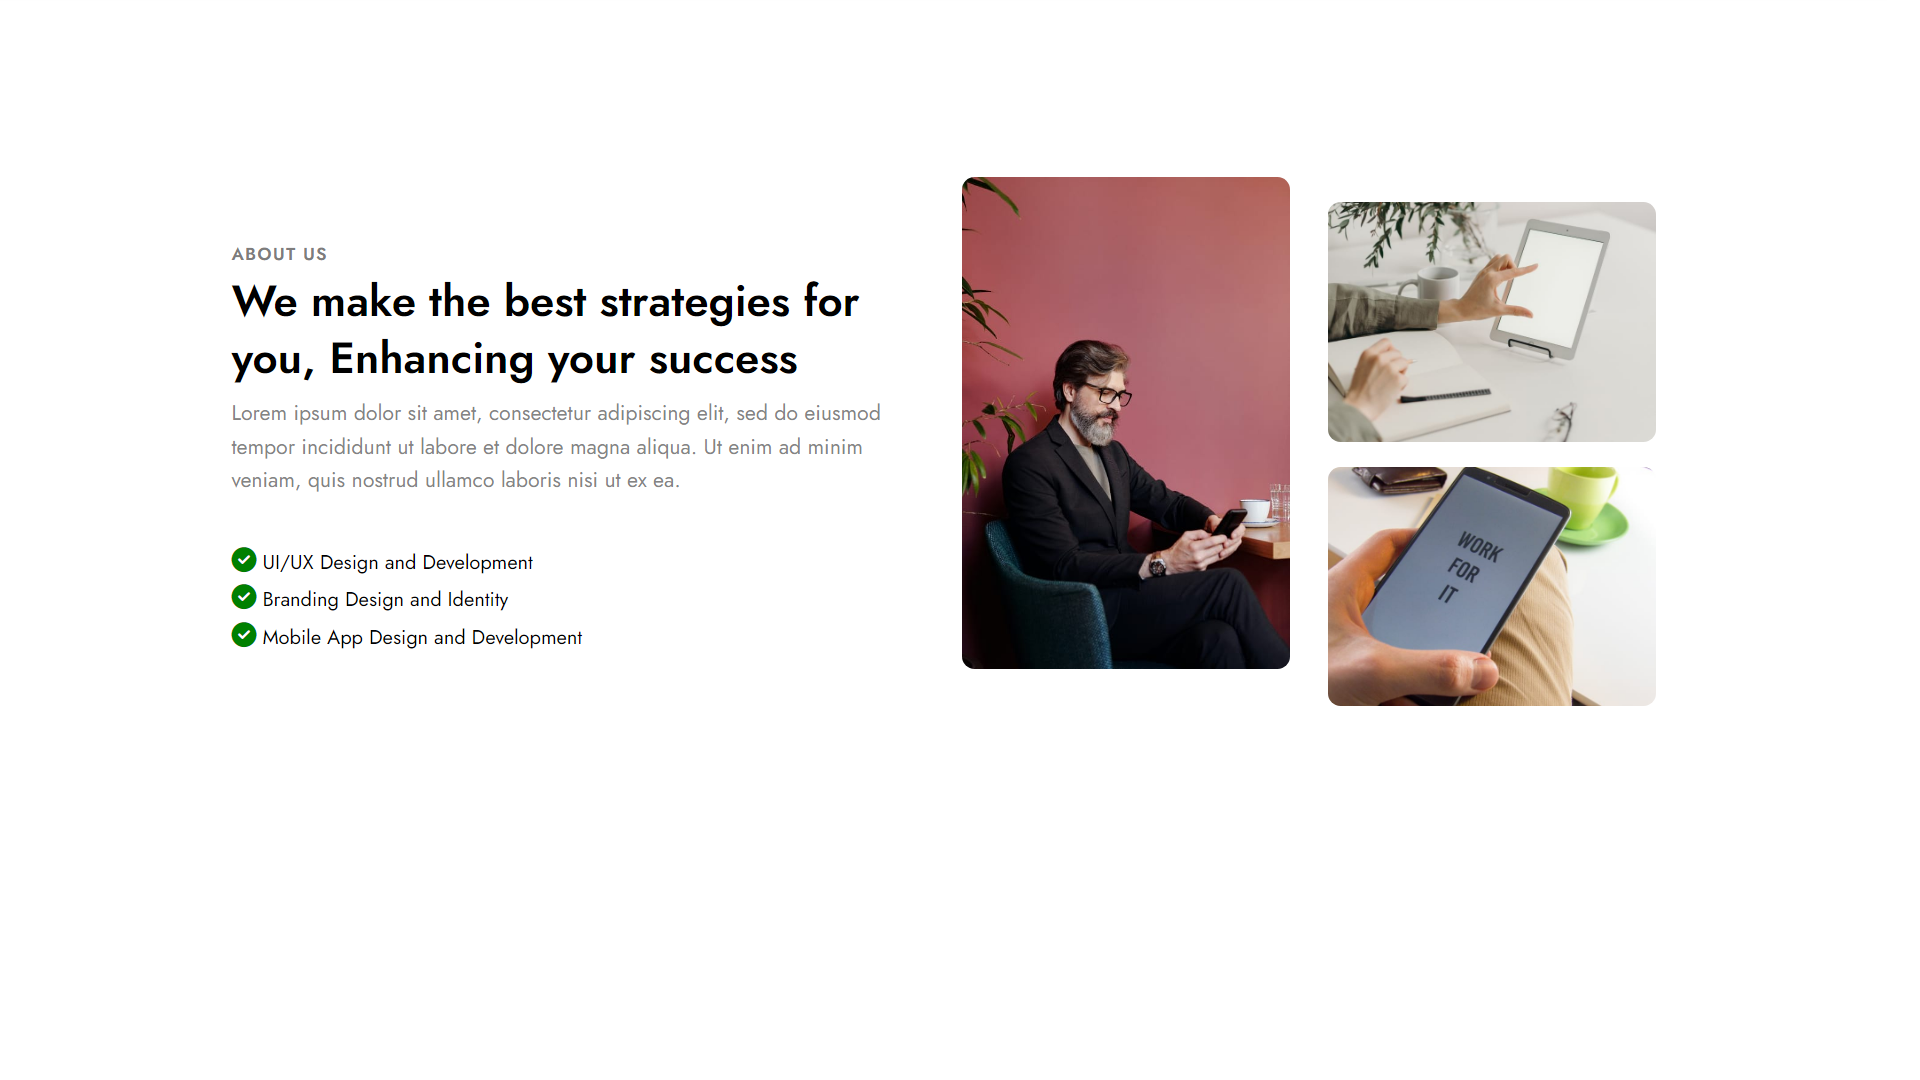 ABOUT US
We make the best strategies for
you, Enhancing your success
Lorem ipsum dolor sit amet, consectetur adipiscing elit, sed do eiusmod
tempor incididunt ut labore et dolore magna aliqua. Ut enim ad minim
veniam, quis nostrud ullamco laboris nisi ut ex ea.
UI/UX Design and Development
Branding Design and Identity
Mobile App Design and Development
WORK
FOR
IT